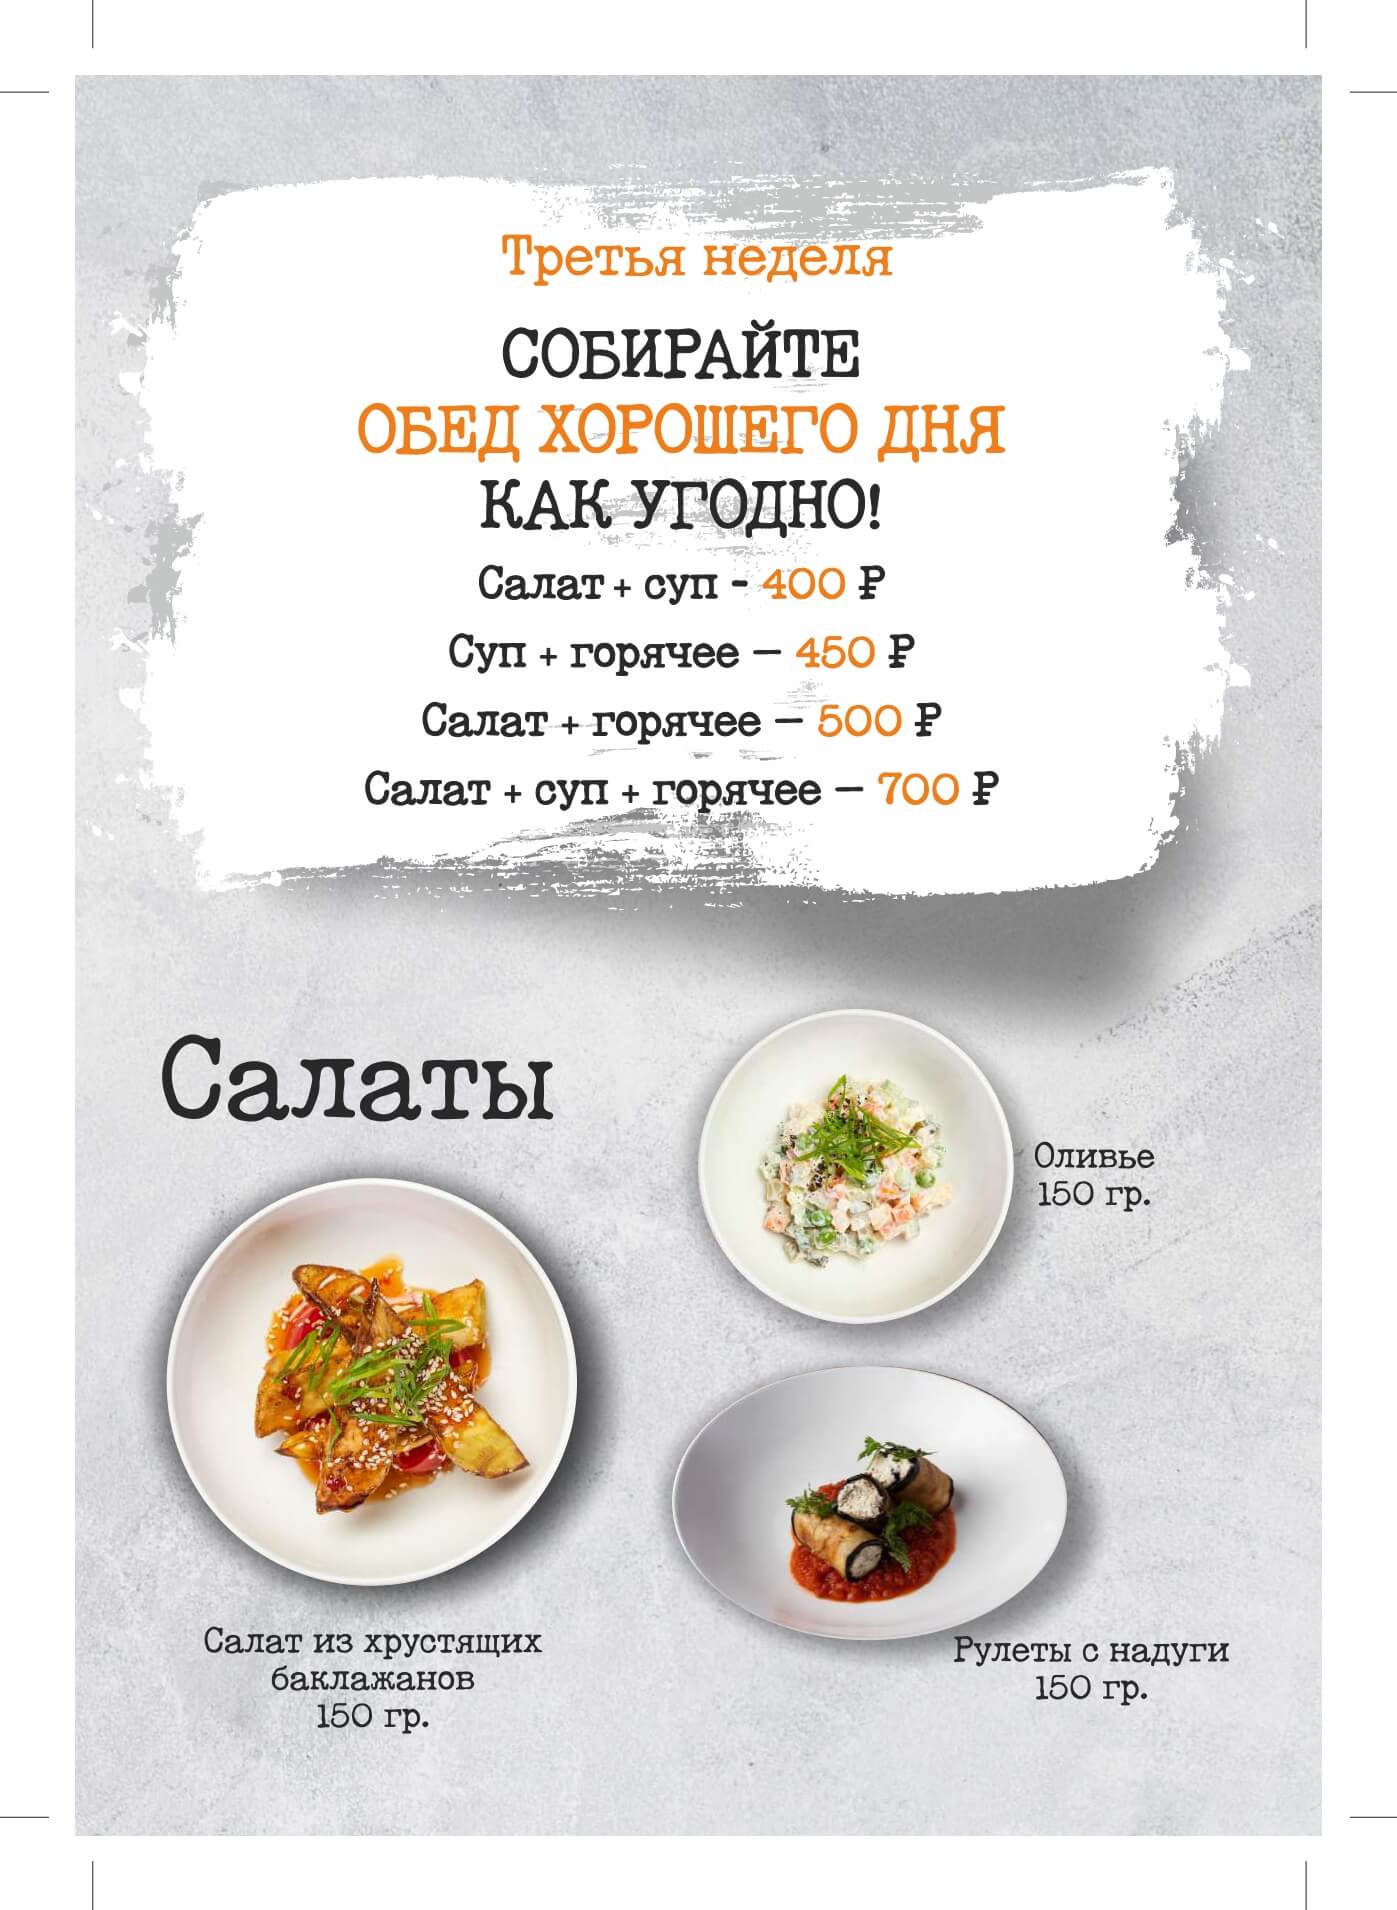 Третья неделя
СОБИРАЙТЕ
ОБЕД ХОРОШЕГО ДНЯ
КАК УГОДНО!
Салат + суп - 400 ₽
Суп + горячее — 450 ₽
Салат + горячее — 500 ₽
Салат + суп + горячее — 700 ₽
Салаты
Оливье
150 гр.
Салат из хрустящих
баклажанов
150 гр.
Рулеты с надуги
150 гр.